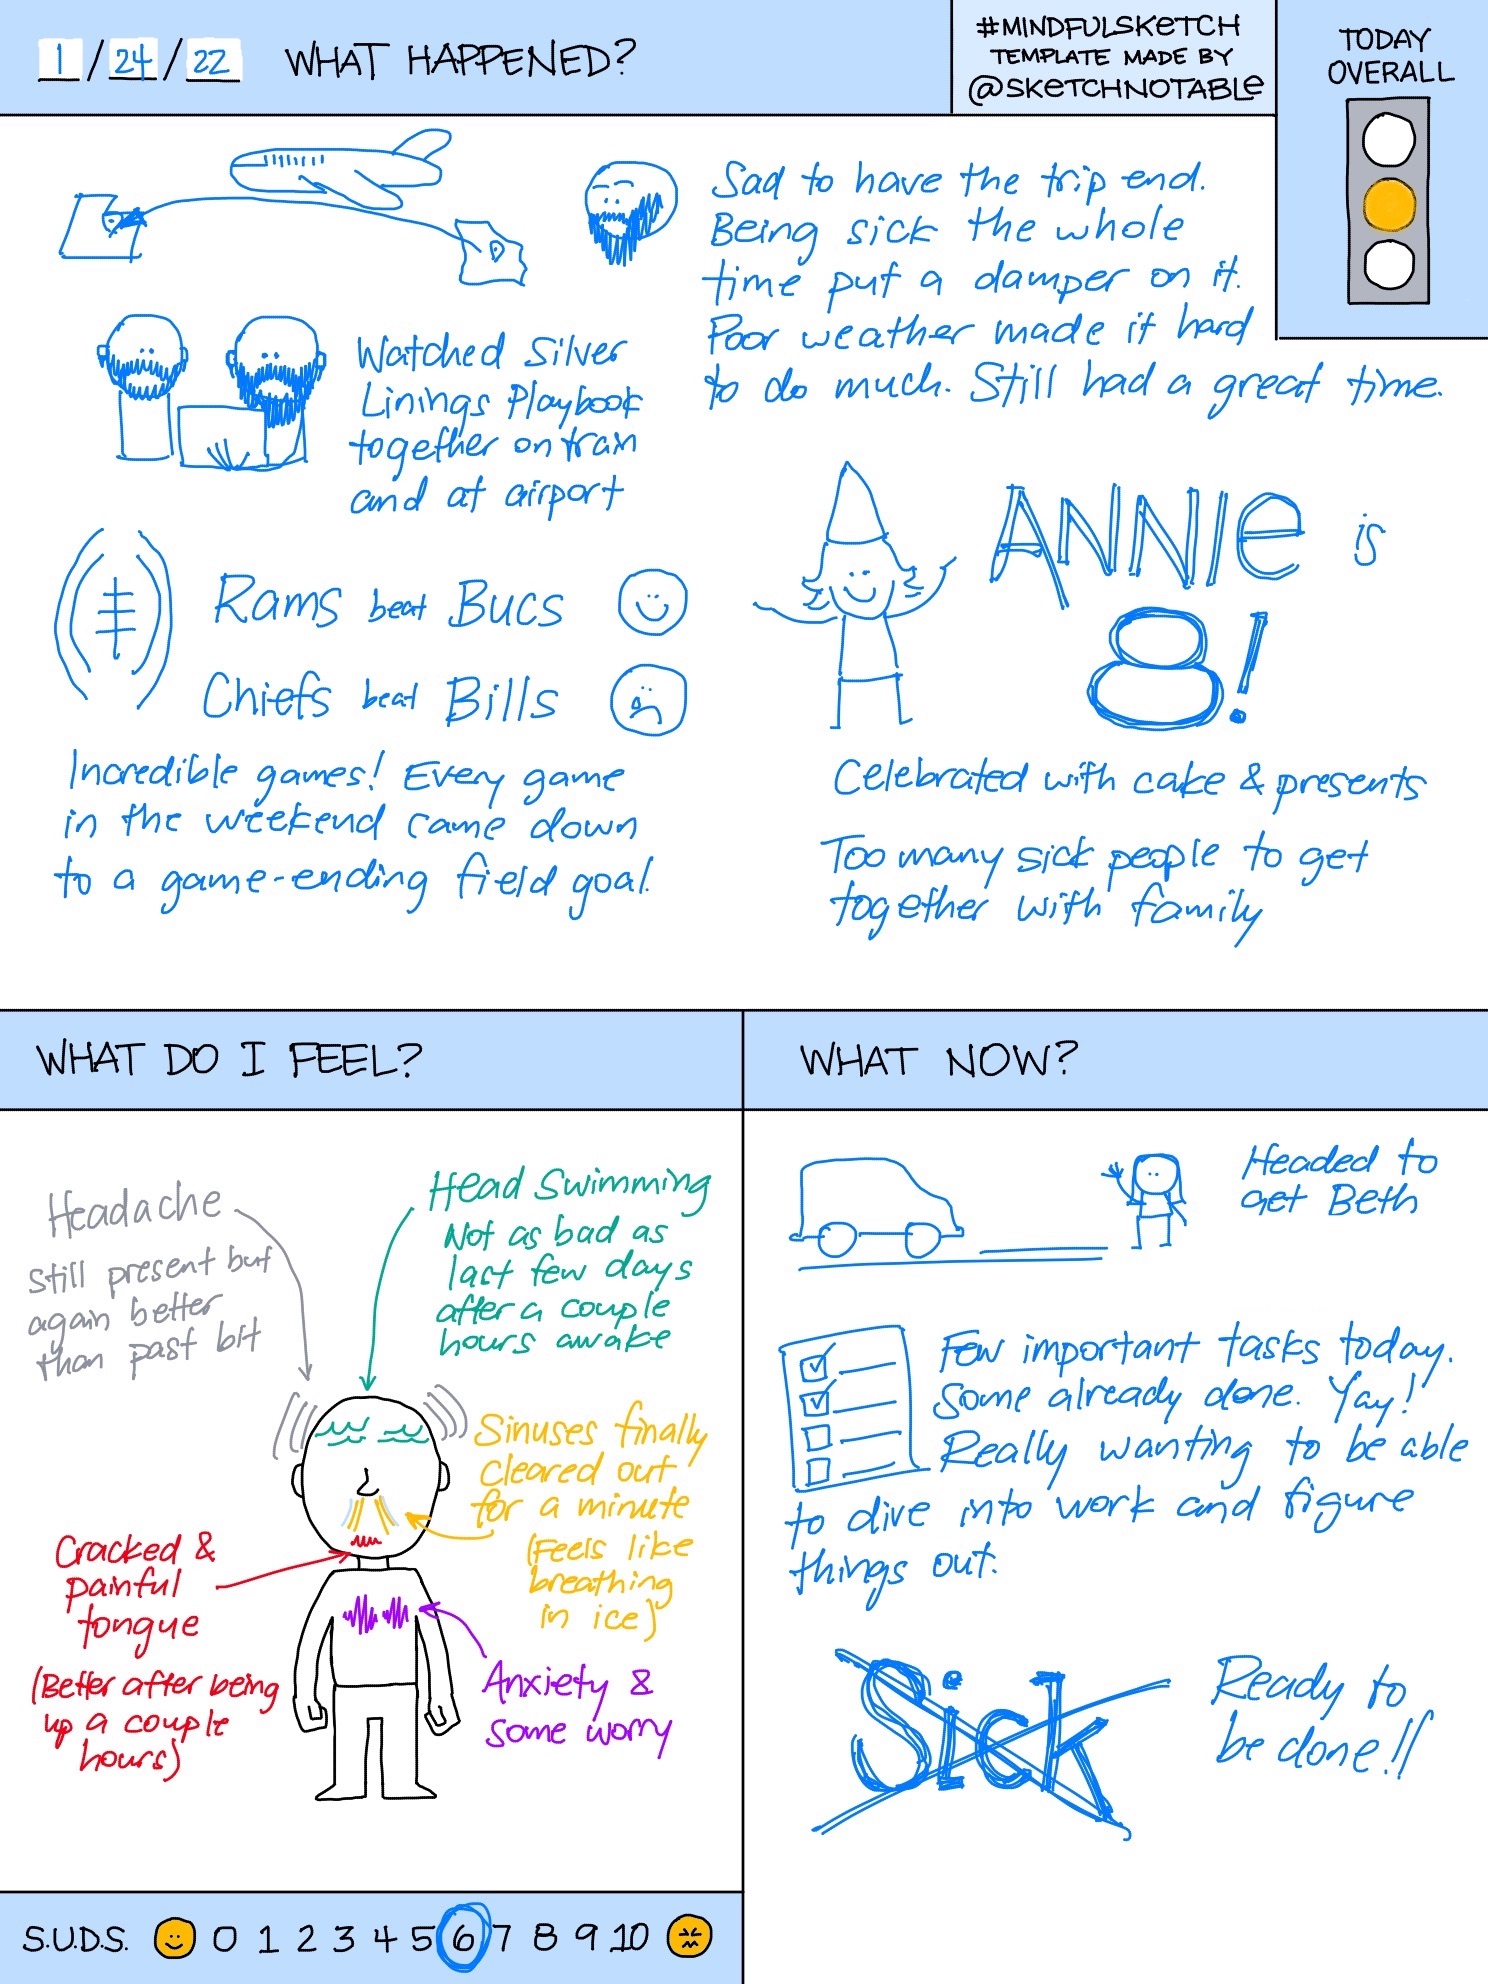 1/24/22 WHAT HAPPENED?
#MINDFULSKETCH
TEMPLATE MADE BY
@SKETCHNOTABLE
TODAY
OVERALL
Sad to have the trip end.
Being sick the whole
time put a damper on it.
Poor weather made it hard
to do much. Still had a great time.
Watched Silver
Linings Playbook
together on train
and at airport
Rams beat Bucs
Chiefs beat Bills
Incredible games! Every game
in the weekend came down
to a game-ending field goal.
ANNIE is
8!
Celebrated with cake & presents
Too many sick people to get
together with family
WHAT DO I FEEL?
Headache
Still present but
again better
than past bit
Head Swimming
Not as bad as
last few days
after a couple
hours awake
Sinuses finally
cleared out
for a minute
(Feels like
breathing
in ice)
Cracked &
painful
tongue
(Better after being
up a couple
hours)
Anxiety &
some worry
S.U.D.S. 0 1 2 3 4 5 6 7 8 9 10
WHAT NOW?
Headed to
get Beth
Few important tasks today.
Some already done. Yay!
Really wanting to be able
to dive into work and figure
things out.
Sick
Ready to
be done!!